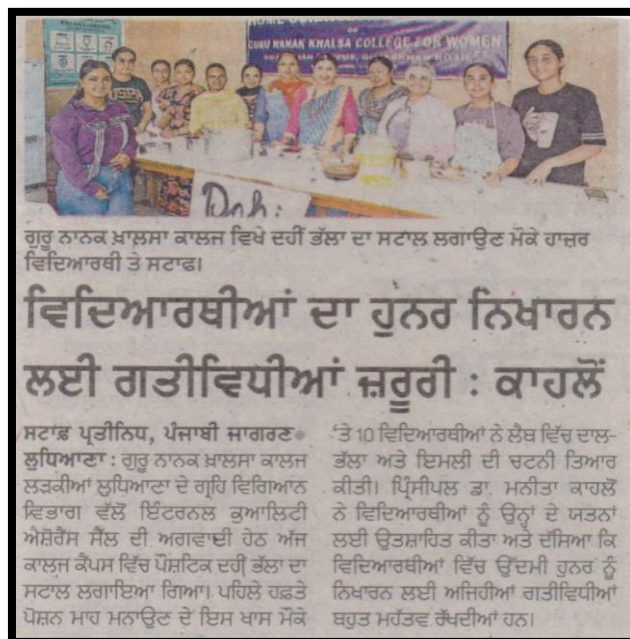 GURU NANAK KHALSA COLLEGE FOR WOMEN
ਗੁਰੂ ਨਾਨਕ ਖ਼ਾਲਸਾ ਕਾਲਜ ਵਿਖੇ ਦਹੀਂ ਭੱਲਾ ਦਾ ਸਟਾਲ ਲਗਾਉਣ ਮੌਕੇ ਹਾਜ਼ਰ
ਵਿਦਿਆਰਥੀ ਤੇ ਸਟਾਫ।
ਵਿਦਿਆਰਥੀਆਂ ਦਾ ਹੁਨਰ ਨਿਖਾਰਨ
ਲਈ ਗਤੀਵਿਧੀਆਂ ਜ਼ਰੂਰੀ : ਕਾਹਲੋਂ
ਸਟਾਫ਼ ਪ੍ਰਤੀਨਿਧ, ਪੰਜਾਬੀ ਜਾਗਰਣ
ਲੁਧਿਆਣਾ : ਗੁਰੂ ਨਾਨਕ ਖ਼ਾਲਸਾ ਕਾਲਜ
ਲੜਕੀਆਂ ਲੁਧਿਆਣਾ ਦੇ ਗ੍ਰਹਿ ਵਿਗਿਆਨ
ਵਿਭਾਗ ਵੱਲੋਂ ਇੰਟਰਨਲ ਕੁਆਲਿਟੀ
ਐਸ਼ੋਰੈਂਸ ਸੈੱਲ ਦੀ ਅਗਵਾਈ ਹੇਠ ਅੱਜ
ਕਾਲਜ ਕੈਂਪਸ ਵਿੱਚ ਪੌਸ਼ਟਿਕ ਦਹੀਂ ਭੱਲਾ ਦਾ
ਸਟਾਲ ਲਗਾਇਆ ਗਿਆ। ਪਹਿਲੇ ਹਫ਼ਤੇ
ਪੋਸ਼ਨ ਮਾਹ ਮਨਾਉਣ ਦੇ ਇਸ ਖ਼ਾਸ ਮੌਕੇ
'ਤੇ 10 ਵਿਦਿਆਰਥੀਆਂ ਨੇ ਲੈਬ ਵਿੱਚ ਦਾਲ-
ਭੱਲਾ ਅਤੇ ਇਮਲੀ ਦੀ ਚਟਨੀ ਤਿਆਰ
ਕੀਤੀ। ਪ੍ਰਿੰਸੀਪਲ ਡਾ. ਮਨੀਤਾ ਕਾਹਲੋਂ
ਨੇ ਵਿਦਿਆਰਥੀਆਂ ਨੂੰ ਉਨ੍ਹਾਂ ਦੇ ਯਤਨਾਂ
ਲਈ ਉਤਸ਼ਾਹਿਤ ਕੀਤਾ ਅਤੇ ਦੱਸਿਆ ਕਿ
ਵਿਦਿਆਰਥੀਆਂ ਵਿੱਚ ਉੱਦਮੀ ਹੁਨਰ ਨੂੰ
ਨਿਖਾਰਨ ਲਈ ਅਜਿਹੀਆਂ ਗਤੀਵਿਧੀਆਂ
ਬਹੁਤ ਮਹੱਤਵ ਰੱਖਦੀਆਂ ਹਨ।